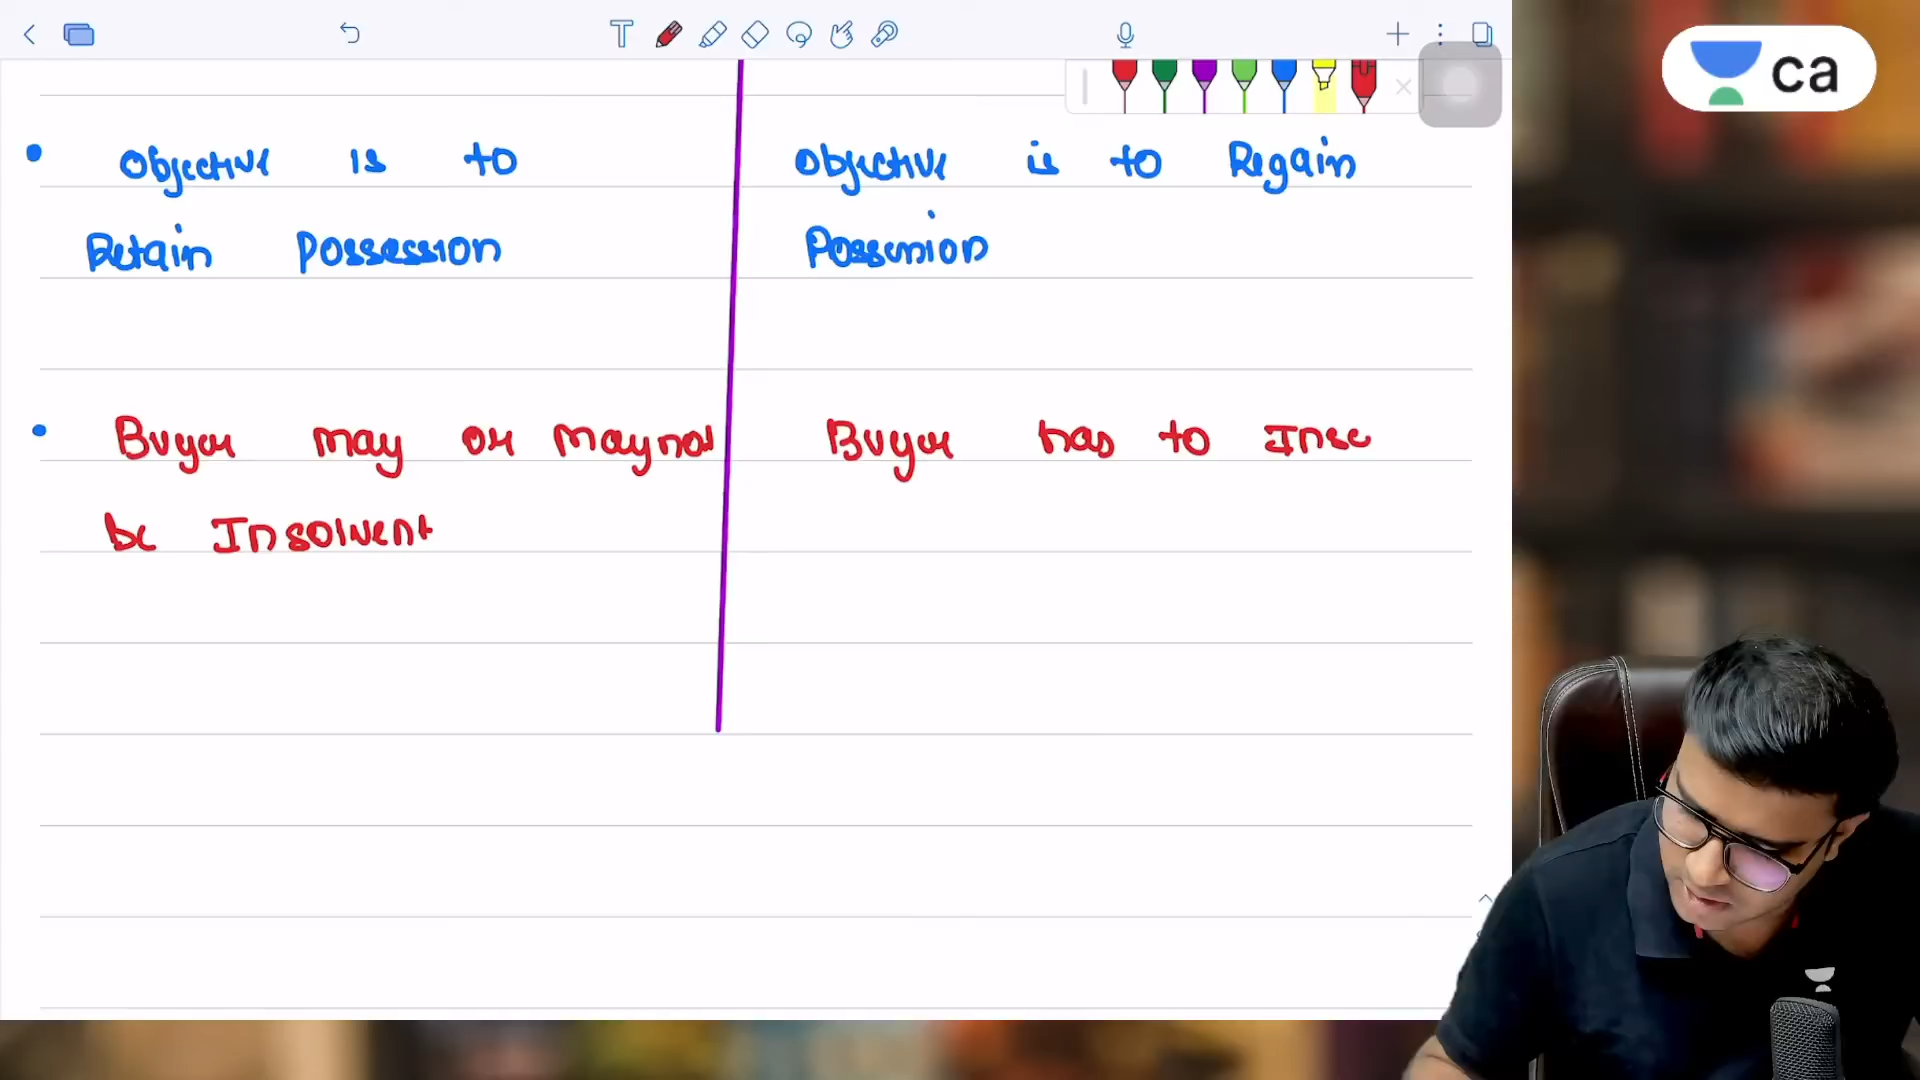 ca
Objective is to
Retain Possession
Objective is to Regain
Possession
Buyer may or may not
be Insolvent
Buyer has to Inso